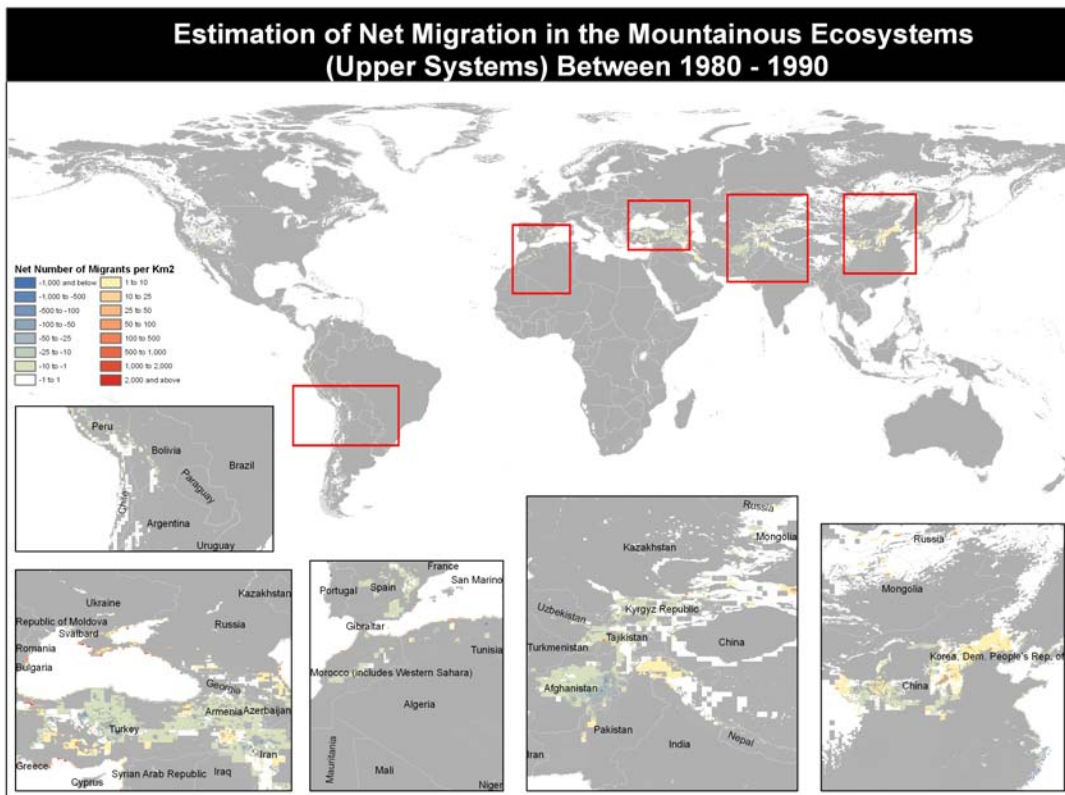 Estimation of Net Migration in the Mountainous Ecosystems
(Upper Systems) Between 1980 - 1990
Net Number of Migrants per Km2
-1,000 and below
-1,000 to -500
-500 to -100
-100 to -50
-50 to -25
-25 to -10
-10 to -1
-1 to 1
1 to 10
10 to 25
25 to 50
50 to 100
100 to 500
500 to 1,000
1,000 to 2,000
2,000 and above
Peru
Bolivia
Brazil
Paraguay
Chile
Argentina
Uruguay
Ukraine
Kazakhstan
Republic of Moldova
Svalbard
Russia
Romania
Bulgaria
Georgia
Armenia
Azerbaijan
Turkey
Iran
Greece
Cyprus
Syrian Arab Republic
Iraq
France
Portugal
Spain
San Marino
Gibraltar
Tunisia
Morocco (includes Western Sahara)
Algeria
Mauritania
Mali
Niger
Russia
Mongolia
Kazakhstan
Uzbekistan
Kyrgyz Republic
Turkmenistan
Tajikistan
China
Afghanistan
Pakistan
Iran
India
Nepal
Russia
Mongolia
Korea, Dem. People's Rep. of
China